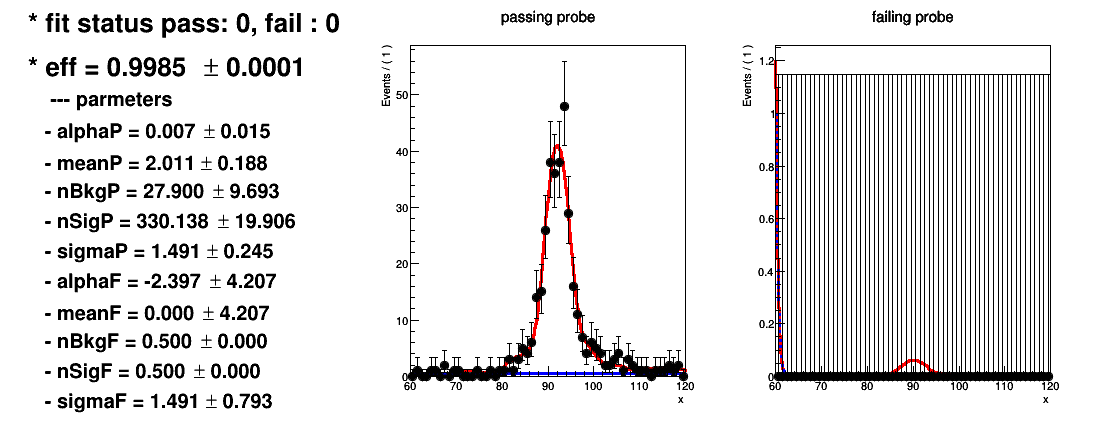 * fit status pass: 0, fail : 0
* eff = 0.9985 ± 0.0001
--- parmeters
- alphaP = 0.007 ± 0.015
- meanP = 2.011 ± 0.188
- nBkgP = 27.900 ± 9.693
- nSigP = 330.138 ± 19.906
- sigmaP = 1.491 ± 0.245
- alphaF = -2.397 ± 4.207
- meanF = 0.000 ± 4.207
- nBkgF = 0.500 ± 0.000
- nSigF = 0.500 ± 0.000
- sigmaF = 1.491 ± 0.793
passing probe
Events / ( 1 )
50
40
30
20
10
0
60 70 80 90 100 110 120
x
failing probe
Events / ( 1 )
1.2
1
0.8
0.6
0.4
0.2
0
60 70 80 90 100 110 120
x